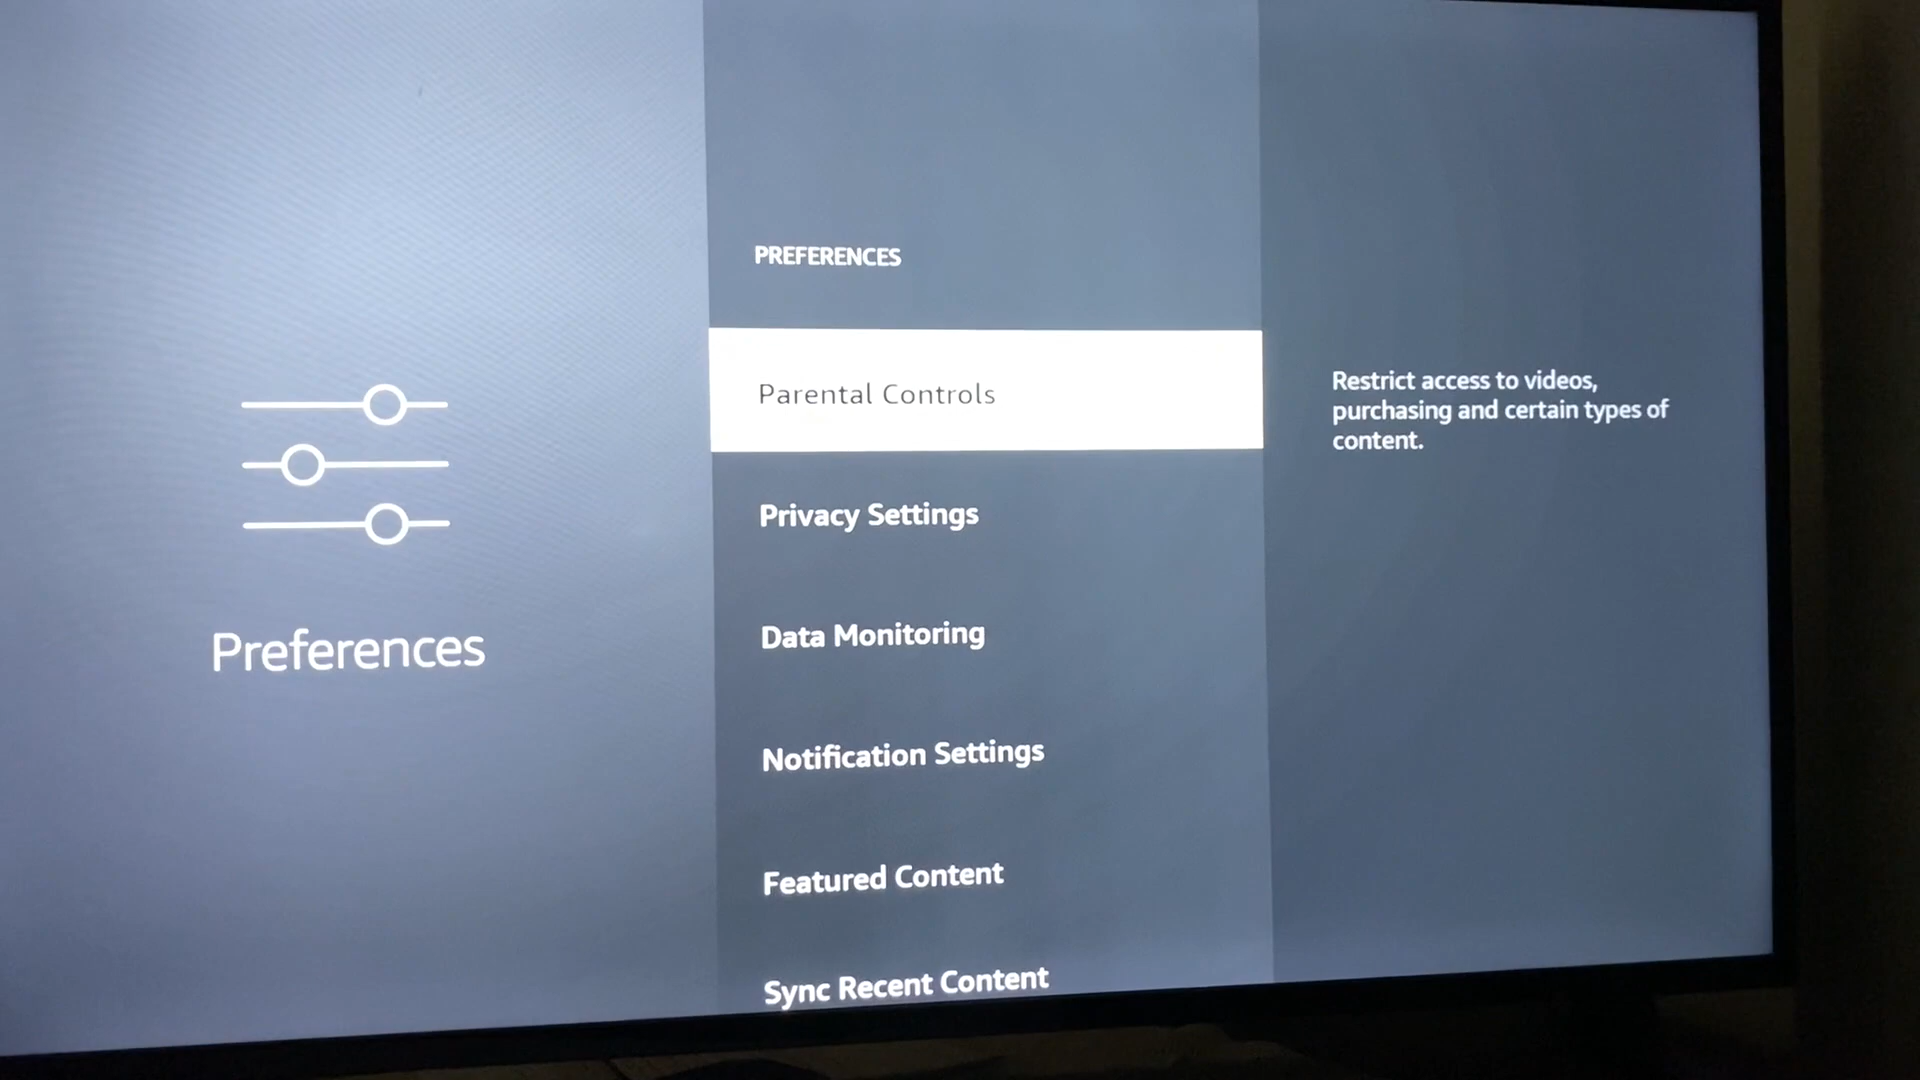 Preferences
PREFERENCES
Parental Controls
Privacy Settings
Data Monitoring
Notification Settings
Featured Content
Sync Recent Content
Restrict access to videos,
purchasing and certain types of
content.